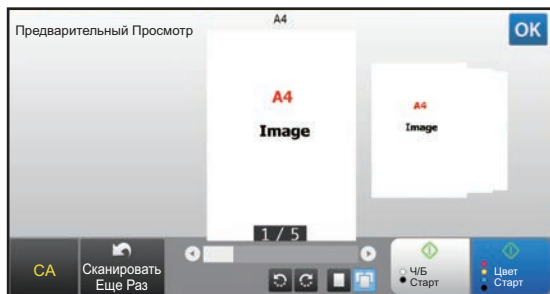 A4
Предварительный Просмотр
OK
A4
Image
A4
Image
1 / 5
CA
Сканировать
Еще Раз
Ч/Б
Старт
Цвет
Старт